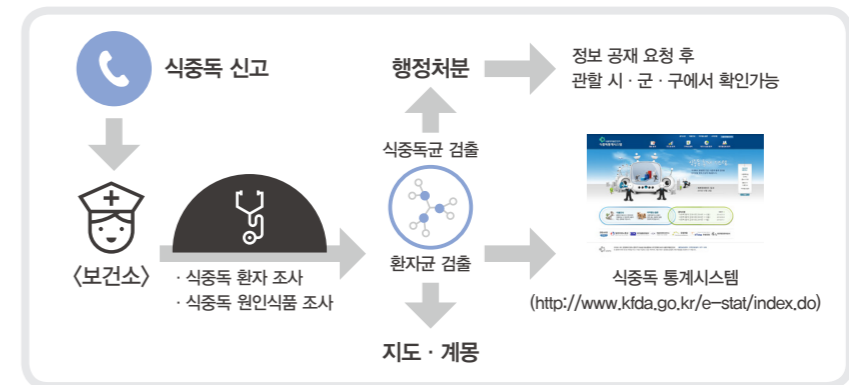 식중독 신고
〈보건소〉
· 식중독 환자 조사
· 식중독 원인식품 조사
행정처분
식중독균 검출
환자균 검출
지도 · 계몽
정보 공재 요청 후
관할 시 · 군 · 구에서 확인가능
식중독 통계시스템
(http://www.kfda.go.kr/e-stat/index.do)